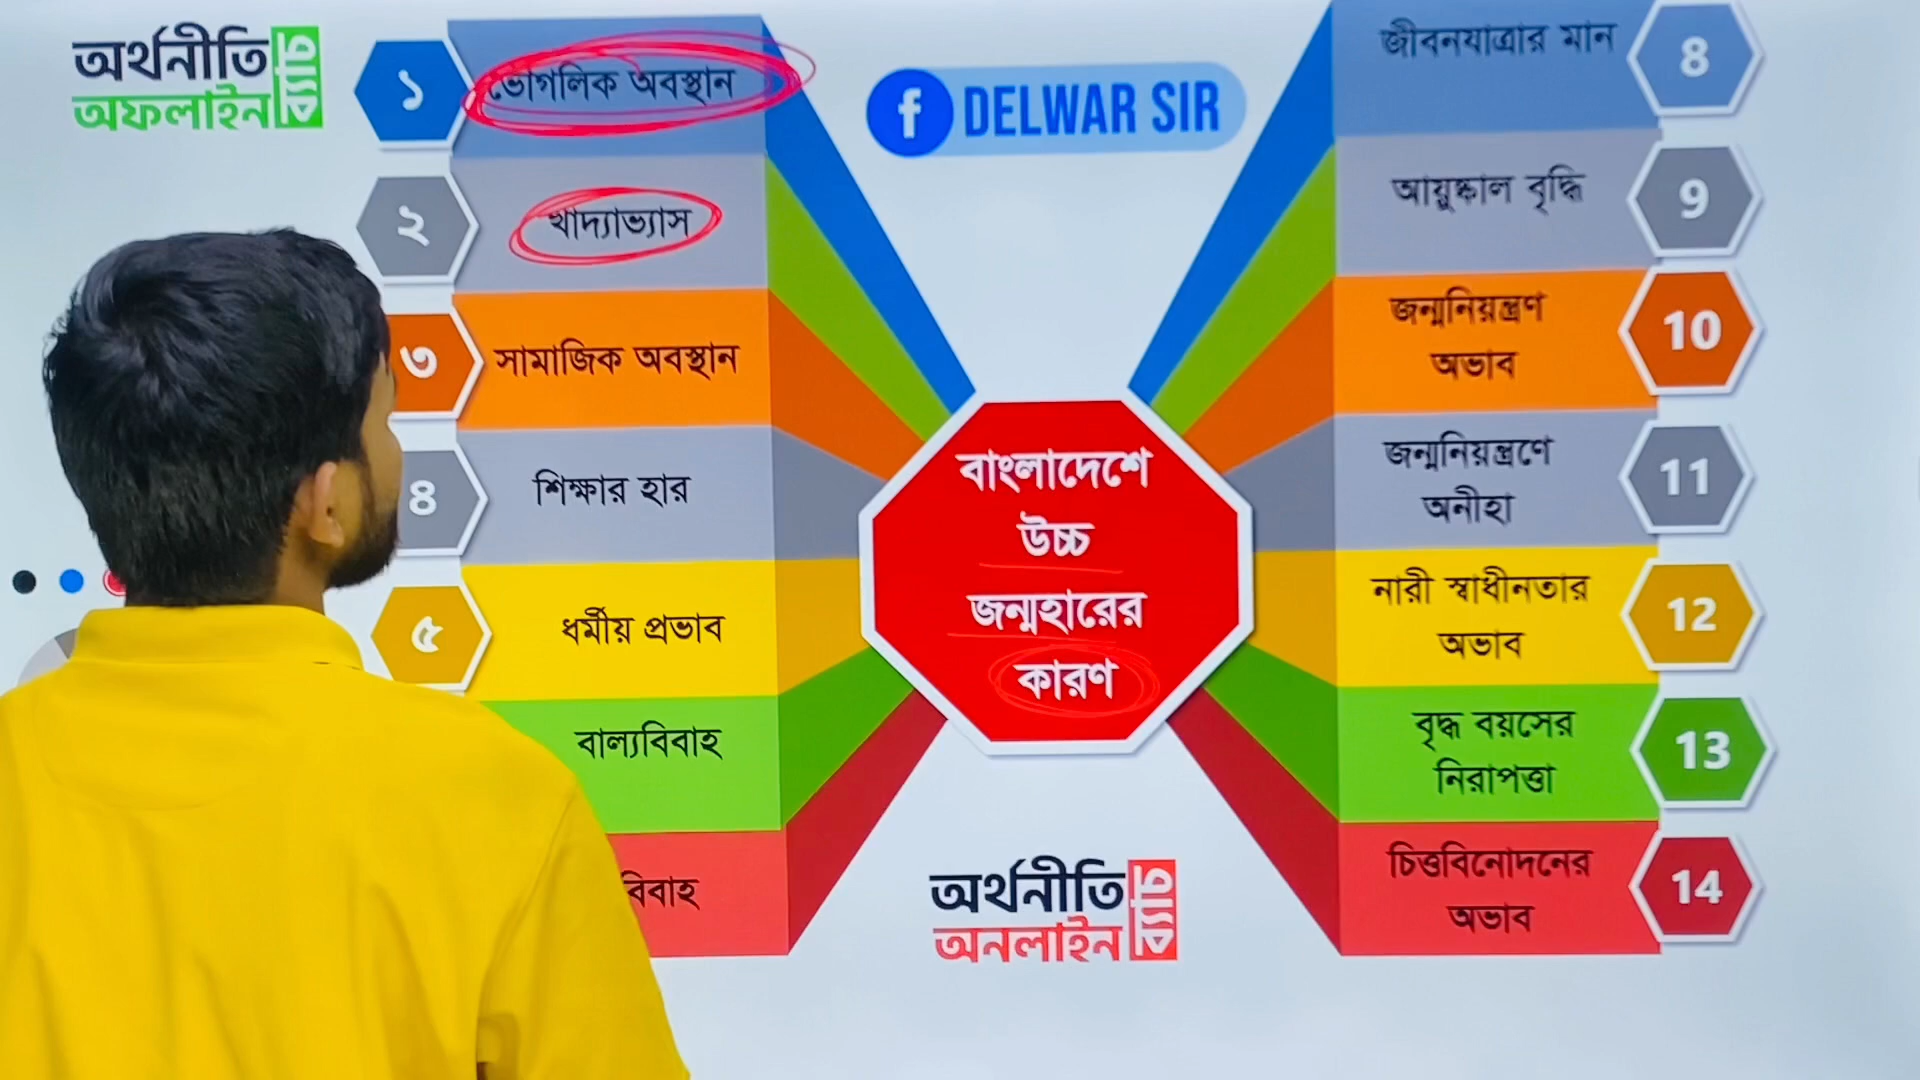 অর্থনীতি
অফলাইন
ব্যাচ
১
ভৌগলিক অবস্থান
২
খাদ্যাভ্যাস
৩
সামাজিক অবস্থান
৪
শিক্ষার হার
৫
ধর্মীয় প্রভাব
বাল্যবিবাহ
বিবাহ
f DELWAR SIR
বাংলাদেশে
উচ্চ
জন্মহারের
কারণ
অর্থনীতি
অনলাইন
ব্যাচ
জীবনযাত্রার মান
8
আয়ুষ্কাল বৃদ্ধি
9
জন্মনিয়ন্ত্রণ
অভাব
10
জন্মনিয়ন্ত্রণে
অনীহা
11
নারী স্বাধীনতার
অভাব
12
বৃদ্ধ বয়সের
নিরাপত্তা
13
চিত্তবিনোদনের
অভাব
14